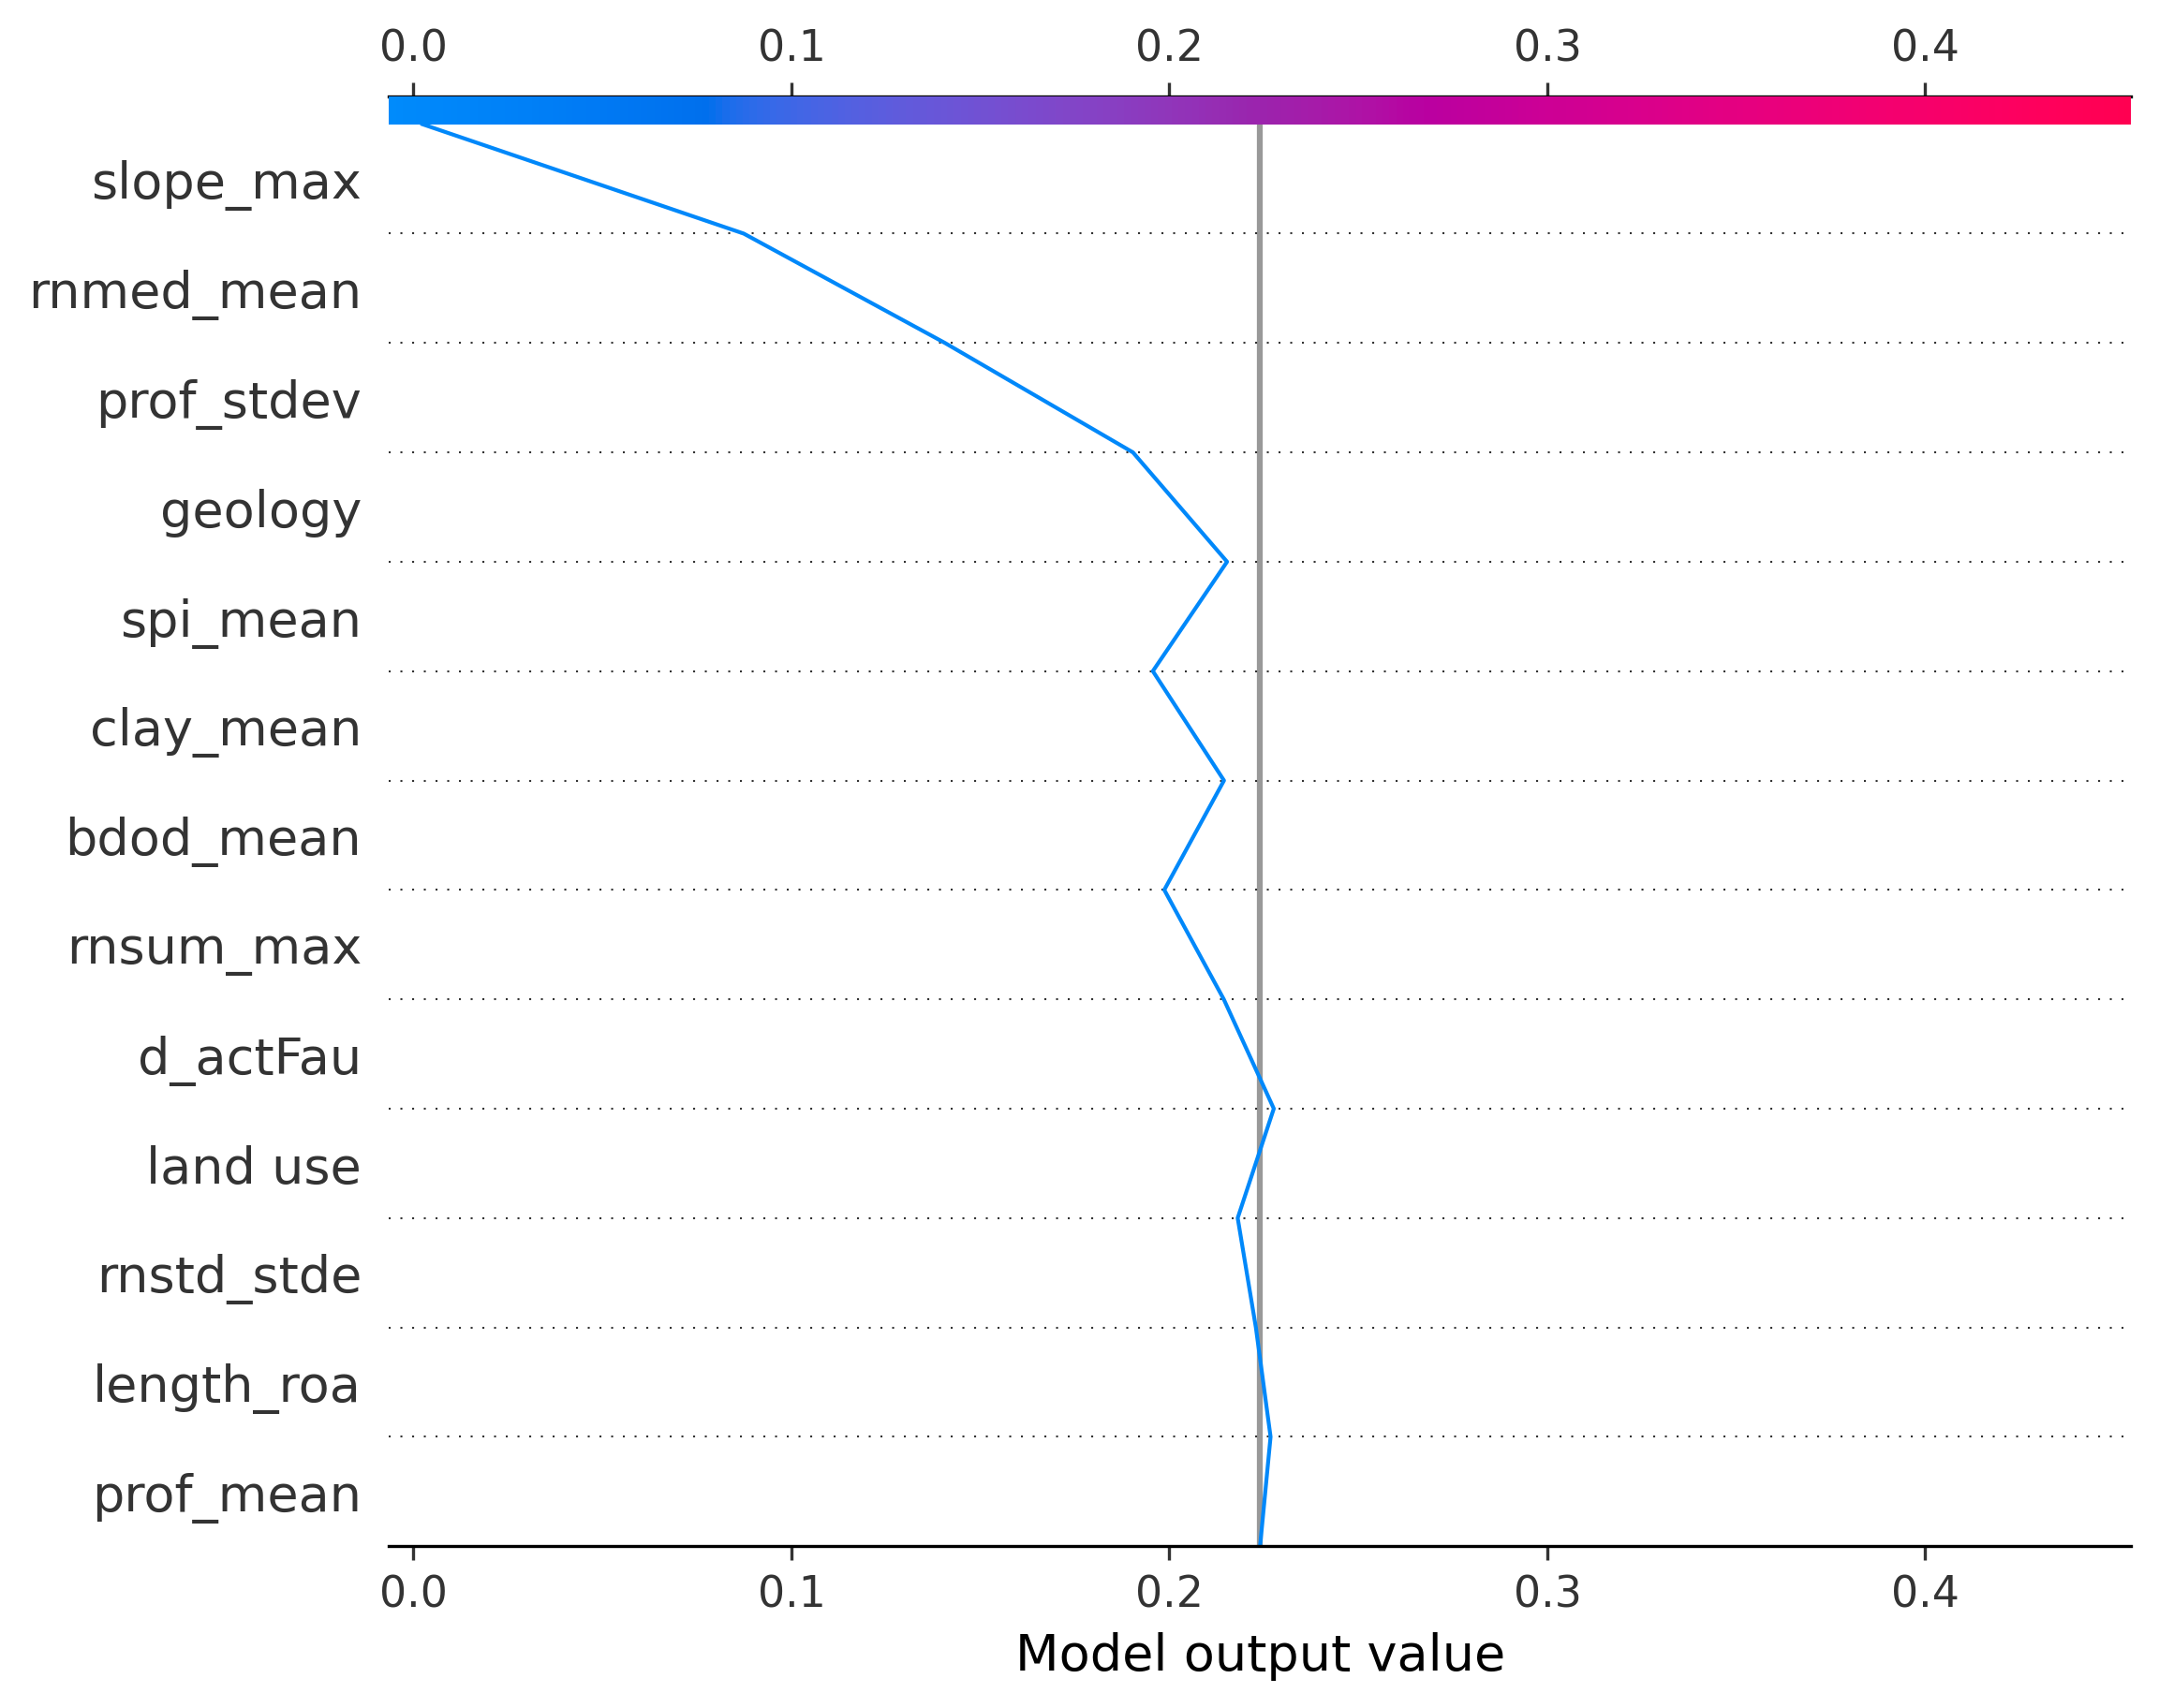 0.0 0.1 0.2 0.3 0.4
slope_max
rnmed_mean
prof_stdev
geology
spi_mean
clay_mean
bdod_mean
rnsum_max
d_actFau
land use
rnstd_stde
length_roa
prof_mean
0.0 0.1 0.2 0.3 0.4
Model output value